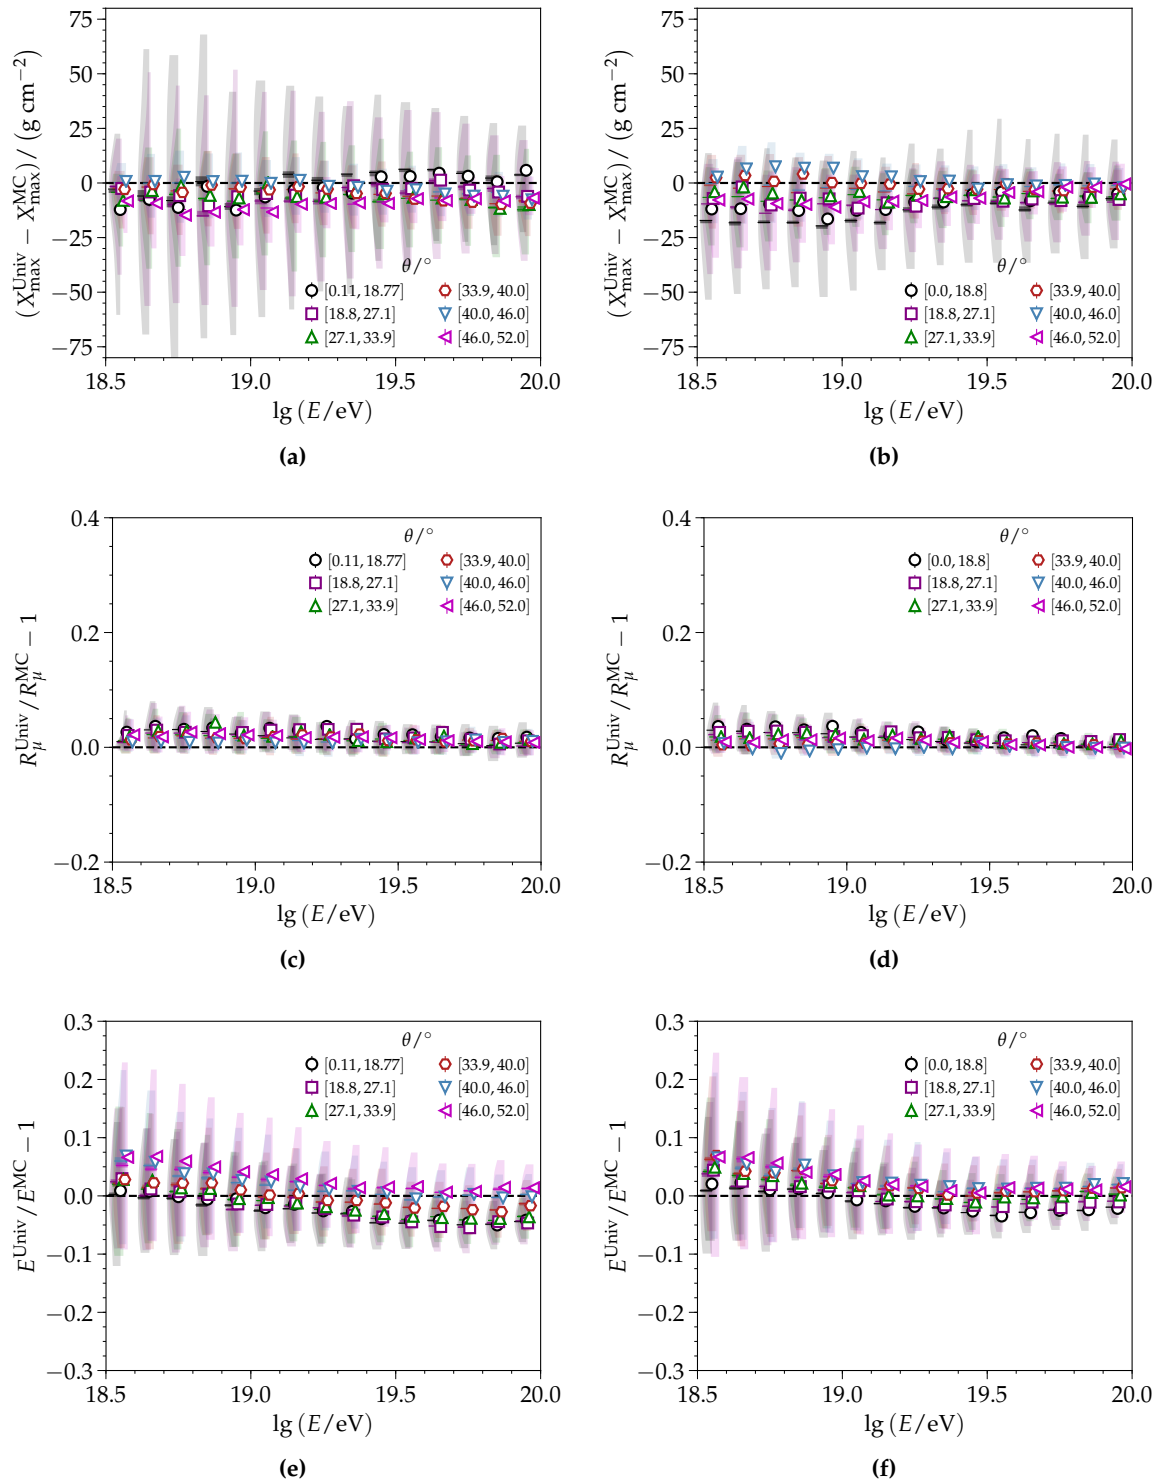 (X_max^Univ − X_max^MC) / (g cm^−2)
75
50
25
0
−25
−50
−75
θ/°
[0.11, 18.77]
[33.9, 40.0]
[18.8, 27.1]
[40.0, 46.0]
[27.1, 33.9]
[46.0, 52.0]
18.5 19.0 19.5 20.0
lg (E/eV)
(a)
(X_max^Univ − X_max^MC) / (g cm^−2)
75
50
25
0
−25
−50
−75
θ/°
[0.0, 18.8]
[33.9, 40.0]
[18.8, 27.1]
[40.0, 46.0]
[27.1, 33.9]
[46.0, 52.0]
18.5 19.0 19.5 20.0
lg (E/eV)
(b)
R_μ^Univ / R_μ^MC − 1
0.4
0.2
0.0
−0.2
θ/°
[0.11, 18.77]
[33.9, 40.0]
[18.8, 27.1]
[40.0, 46.0]
[27.1, 33.9]
[46.0, 52.0]
18.5 19.0 19.5 20.0
lg (E/eV)
(c)
R_μ^Univ / R_μ^MC − 1
0.4
0.2
0.0
−0.2
θ/°
[0.0, 18.8]
[33.9, 40.0]
[18.8, 27.1]
[40.0, 46.0]
[27.1, 33.9]
[46.0, 52.0]
18.5 19.0 19.5 20.0
lg (E/eV)
(d)
E^Univ / E^MC − 1
0.3
0.2
0.1
0.0
−0.1
−0.2
−0.3
θ/°
[0.11, 18.77]
[33.9, 40.0]
[18.8, 27.1]
[40.0, 46.0]
[27.1, 33.9]
[46.0, 52.0]
18.5 19.0 19.5 20.0
lg (E/eV)
(e)
E^Univ / E^MC − 1
0.3
0.2
0.1
0.0
−0.1
−0.2
−0.3
θ/°
[0.0, 18.8]
[33.9, 40.0]
[18.8, 27.1]
[40.0, 46.0]
[27.1, 33.9]
[46.0, 52.0]
18.5 19.0 19.5 20.0
lg (E/eV)
(f)